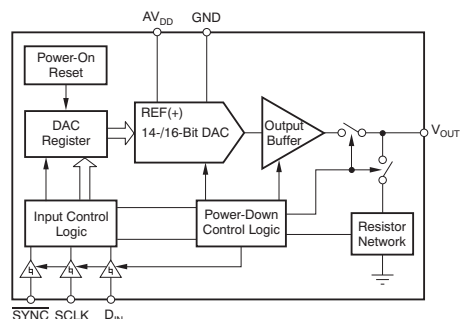 AVDD GND
Power-On
Reset
REF(+)
DAC
Register
14-/16-Bit DAC
Output
Buffer
VOUT
Input Control
Logic
Power-Down
Control Logic
Resistor
Network
SYNC SCLK DIN